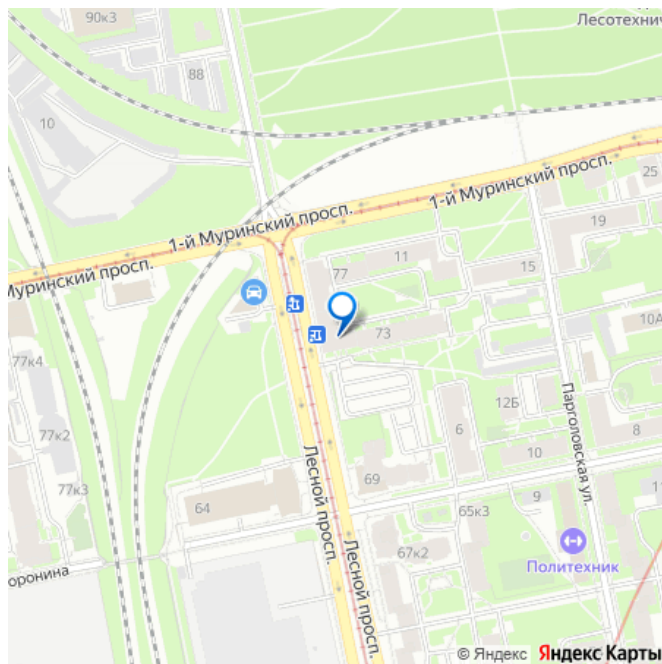 90к3
Лесотехнич
88
10
1-й Муринский просп.
1-й Муринский просп.
Муринский просп.
25
19
11
77
15
73
10А
77к4
Парголовская ул.
12Б
77к2
6
8
10
Лесной просп.
69
77к3
64
9
65к3
Лесной просп.
67к2
Политехник
оронина
© Яндекс Яндекс Карты